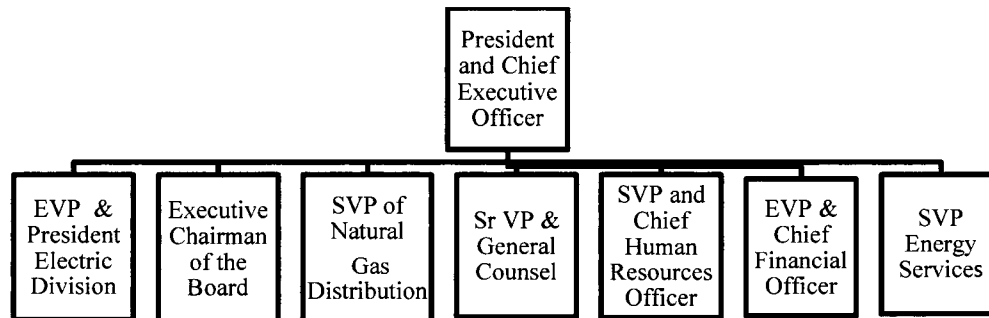 President
and Chief
Executive
Officer
EVP &
President
Electric
Division
Executive
Chairman
of the
Board
SVP of
Natural
Gas
Distribution
Sr VP &
General
Counsel
SVP and
Chief
Human
Resources
Officer
EVP &
Chief
Financial
Officer
SVP
Energy
Services